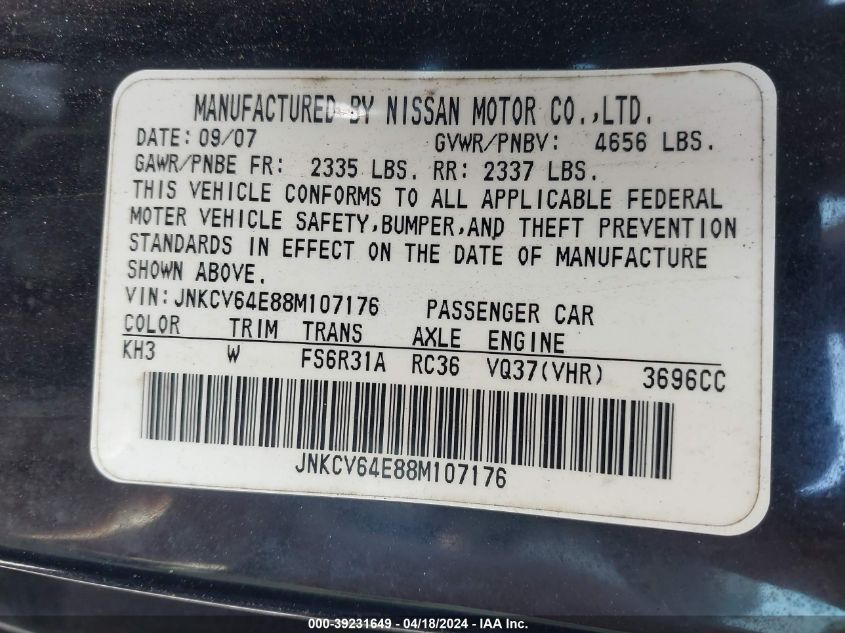 MANUFACTURED BY NISSAN MOTOR CO.,LTD.
DATE: 09/07 GVWR/PNBV: 4656 LBS.
GAWR/PNBE FR: 2335 LBS. RR: 2337 LBS.
THIS VEHICLE CONFORMS TO ALL APPLICABLE FEDERAL
MOTER VEHICLE SAFETY,BUMPER,AND THEFT PREVENTION
STANDARDS IN EFFECT ON THE DATE OF MANUFACTURE
SHOWN ABOVE.
VIN: JNKCV64E88M107176 PASSENGER CAR
COLOR TRIM TRANS AXLE ENGINE
KH3 W FS6R31A RC36 VQ37(VHR) 3696CC
JNKCV64E88M107176
000-39231649 - 04/18/2024 - IAA, Inc.